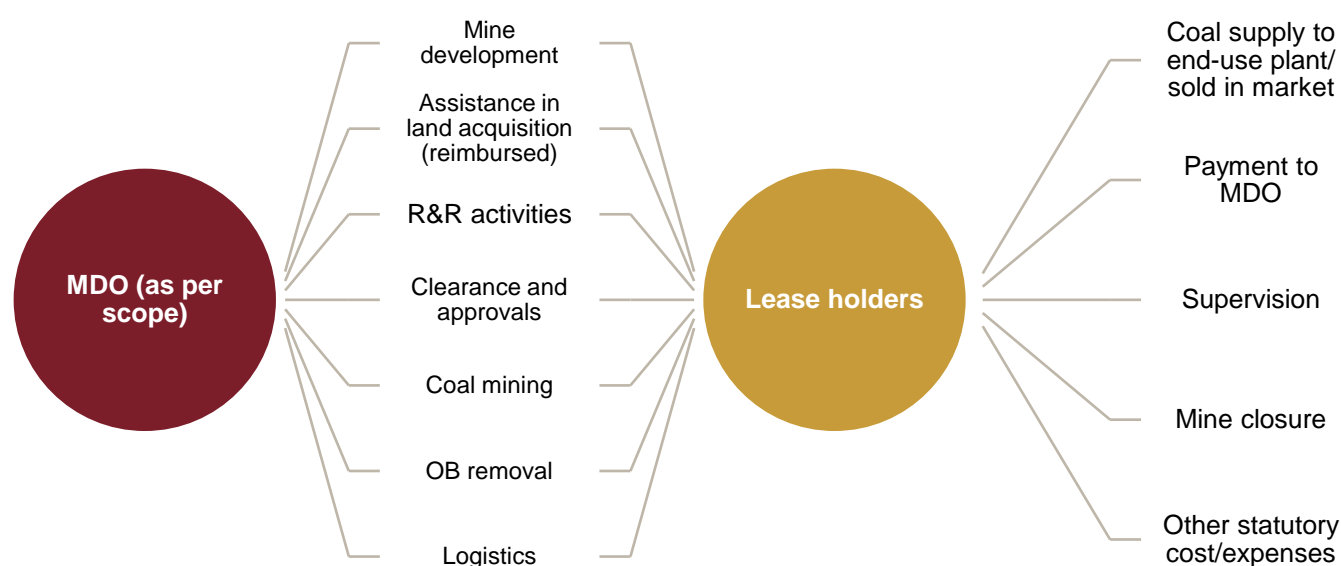 MDO (as per
scope)
Mine
development
Assistance in
land acquisition
(reimbursed)
R&R activities
Clearance and
approvals
Coal mining
OB removal
Logistics
Lease holders
Coal supply to
end-use plant/
sold in market
Payment to
MDO
Supervision
Mine closure
Other statutory
cost/expenses